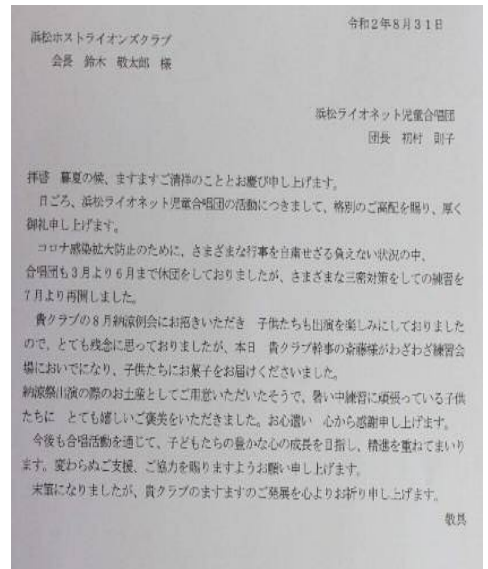 令和2年8月31日
浜松ホストライオンズクラブ
会長 鈴木 敬太郎 様
浜松ライオネット児童合唱団
団長 初村 則子
拝啓 暮夏の候、ますますご清祥のこととお慶び申し上げます。
日ごろ、浜松ライオネット児童合唱団の活動につきまして、格別のご高配を賜り、厚く
御礼申し上げます。
コロナ感染拡大防止のために、さまざまな行事を自粛せざる負えない状況の中、
合唱団も3月より6月まで休団をしておりましたが、さまざまな三密対策をしての練習を
7月より再開しました。
貴クラブの8月納涼例会にお招きいただき 子供たちも出演を楽しみにしておりました
ので、とても残念に思っておりましたが、本日 貴クラブ幹事の斎藤様がわざわざ練習会
場においでになり、子供たちにお菓子をお届けくださいました。
納涼祭出演の際のお土産としてご用意いただいたそうで、暑い中練習に頑張っている子供
たちに とても嬉しいご褒美をいただきました。お心遣い 心から感謝申し上げます。
今後も合唱活動を通じて、子どもたちの豊かな心の成長を目指し、精進を重ねてまいり
ます。変わらぬご支援、ご協力を賜りますようお願い申し上げます。
末筆になりましたが、貴クラブのますますのご発展を心よりお祈り申し上げます。
敬具